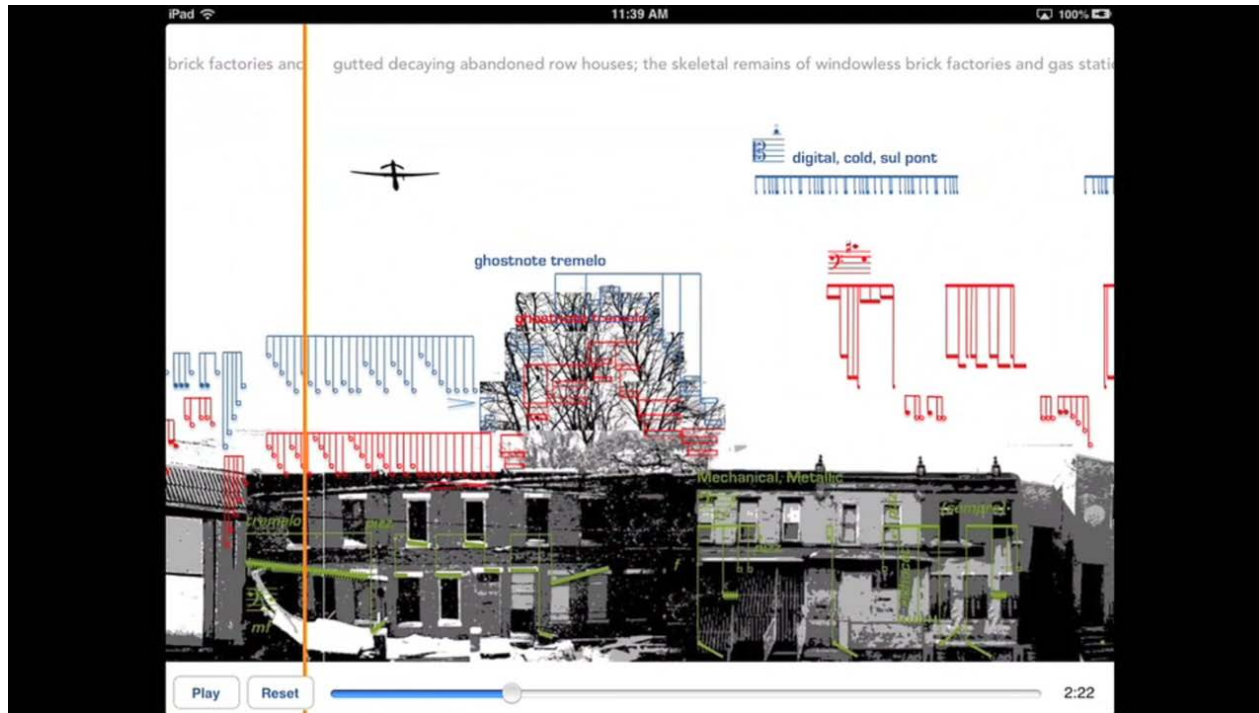 iPad
11:39 AM
100%
brick factories and
gutted decaying abandoned row houses; the skeletal remains of windowless brick factories and gas static
digital, cold, sul pont
ghostnote tremelo
ghostnote tremelo
Mechanical, Metallic
tremelo
pizz
f
mf
Play
Reset
2:22